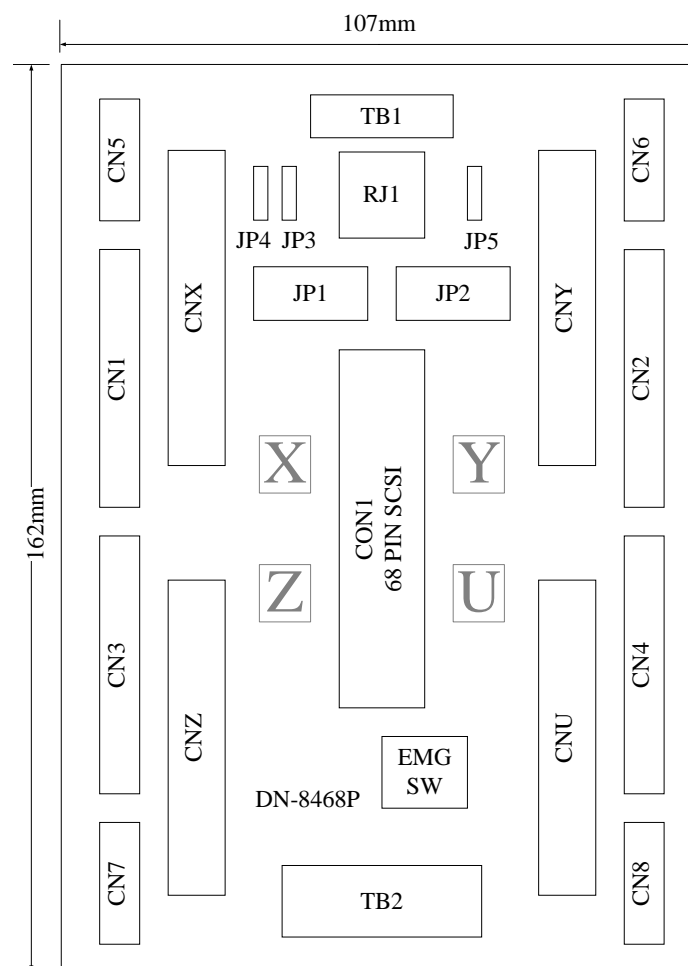 107mm
TB1
CN5
CN6
RJ1
JP4
JP3
JP5
CNX
CNY
JP1
JP2
CN1
CN2
X
Y
CON1
68 PIN SCSI
162mm
Z
U
CN3
CN4
CNZ
CNU
EMG
SW
DN-8468P
CN7
CN8
TB2